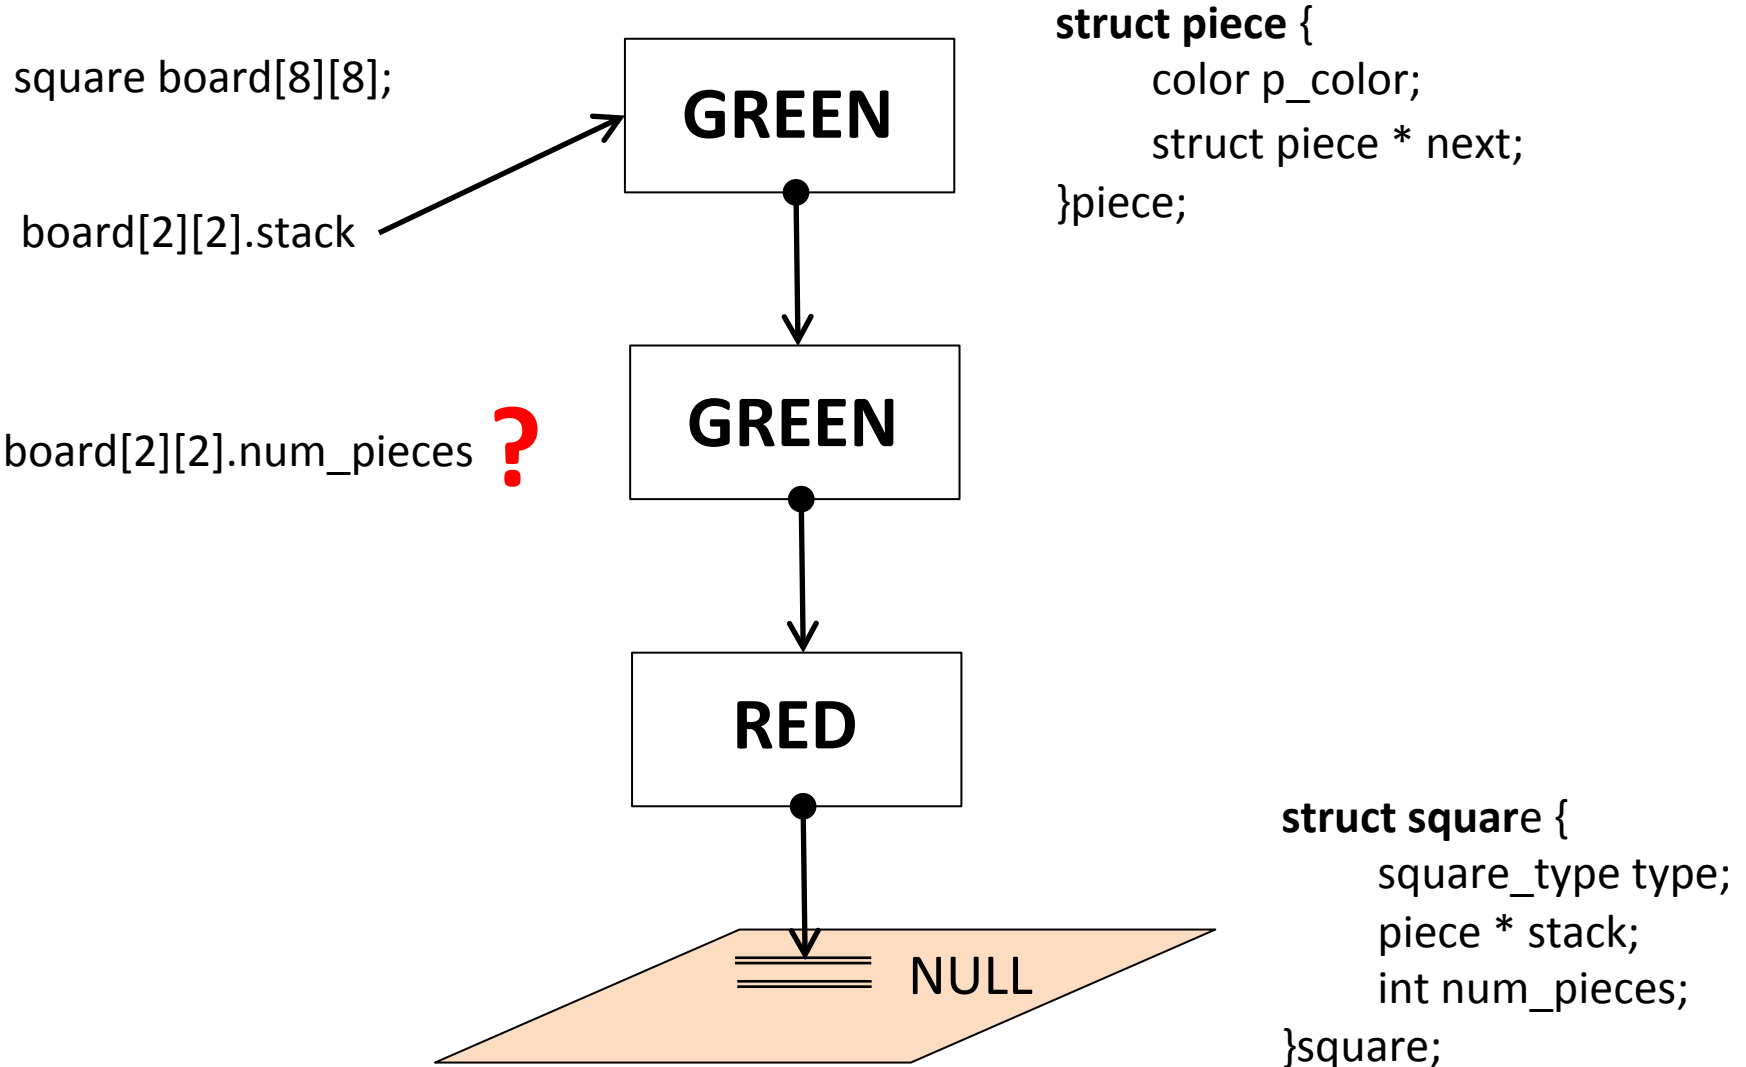 square board[8][8];
board[2][2].stack
board[2][2].num_pieces ?
GREEN
GREEN
RED
NULL
struct piece {
color p_color;
struct piece * next;
}piece;
struct square {
square_type type;
piece * stack;
int num_pieces;
}square;